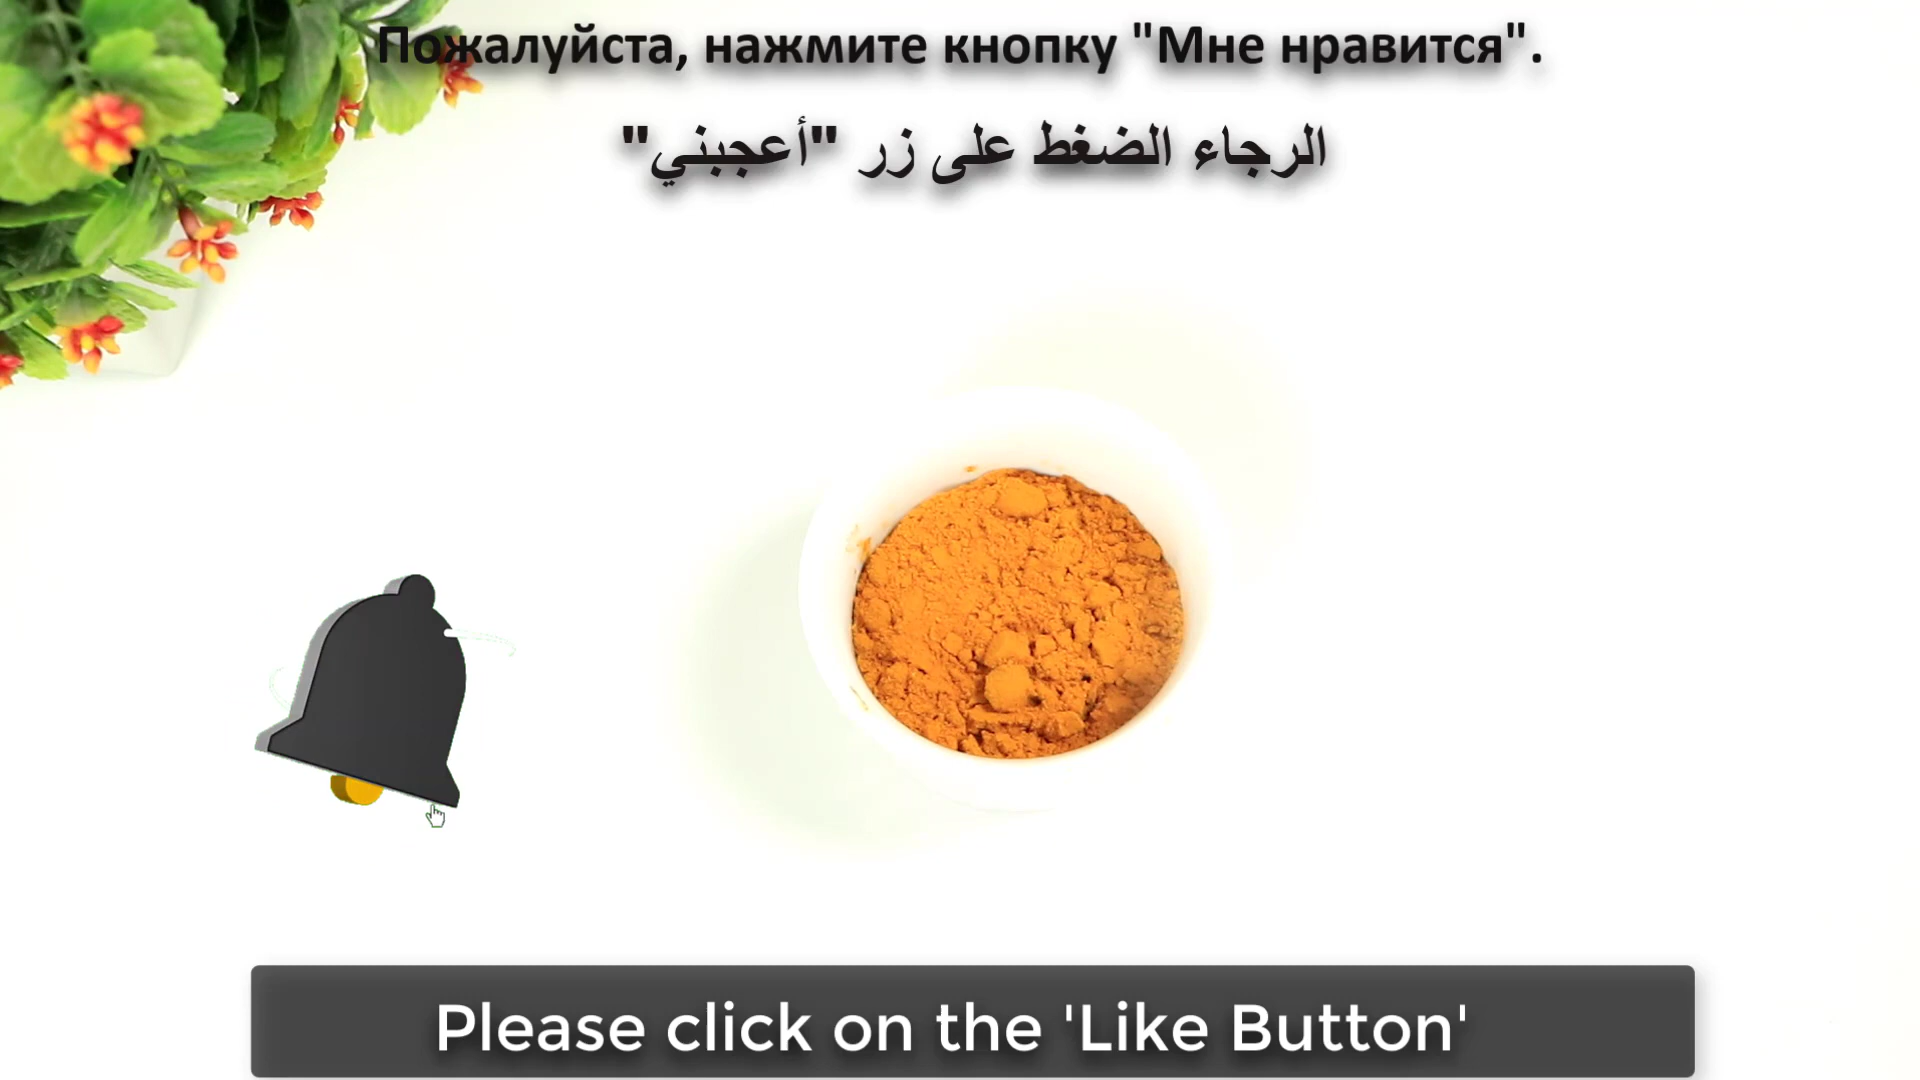 Пожалуйста, нажмите кнопку "Мне нравится".
الرجاء الضغط على زر "أعجبني"
Please click on the 'Like Button'